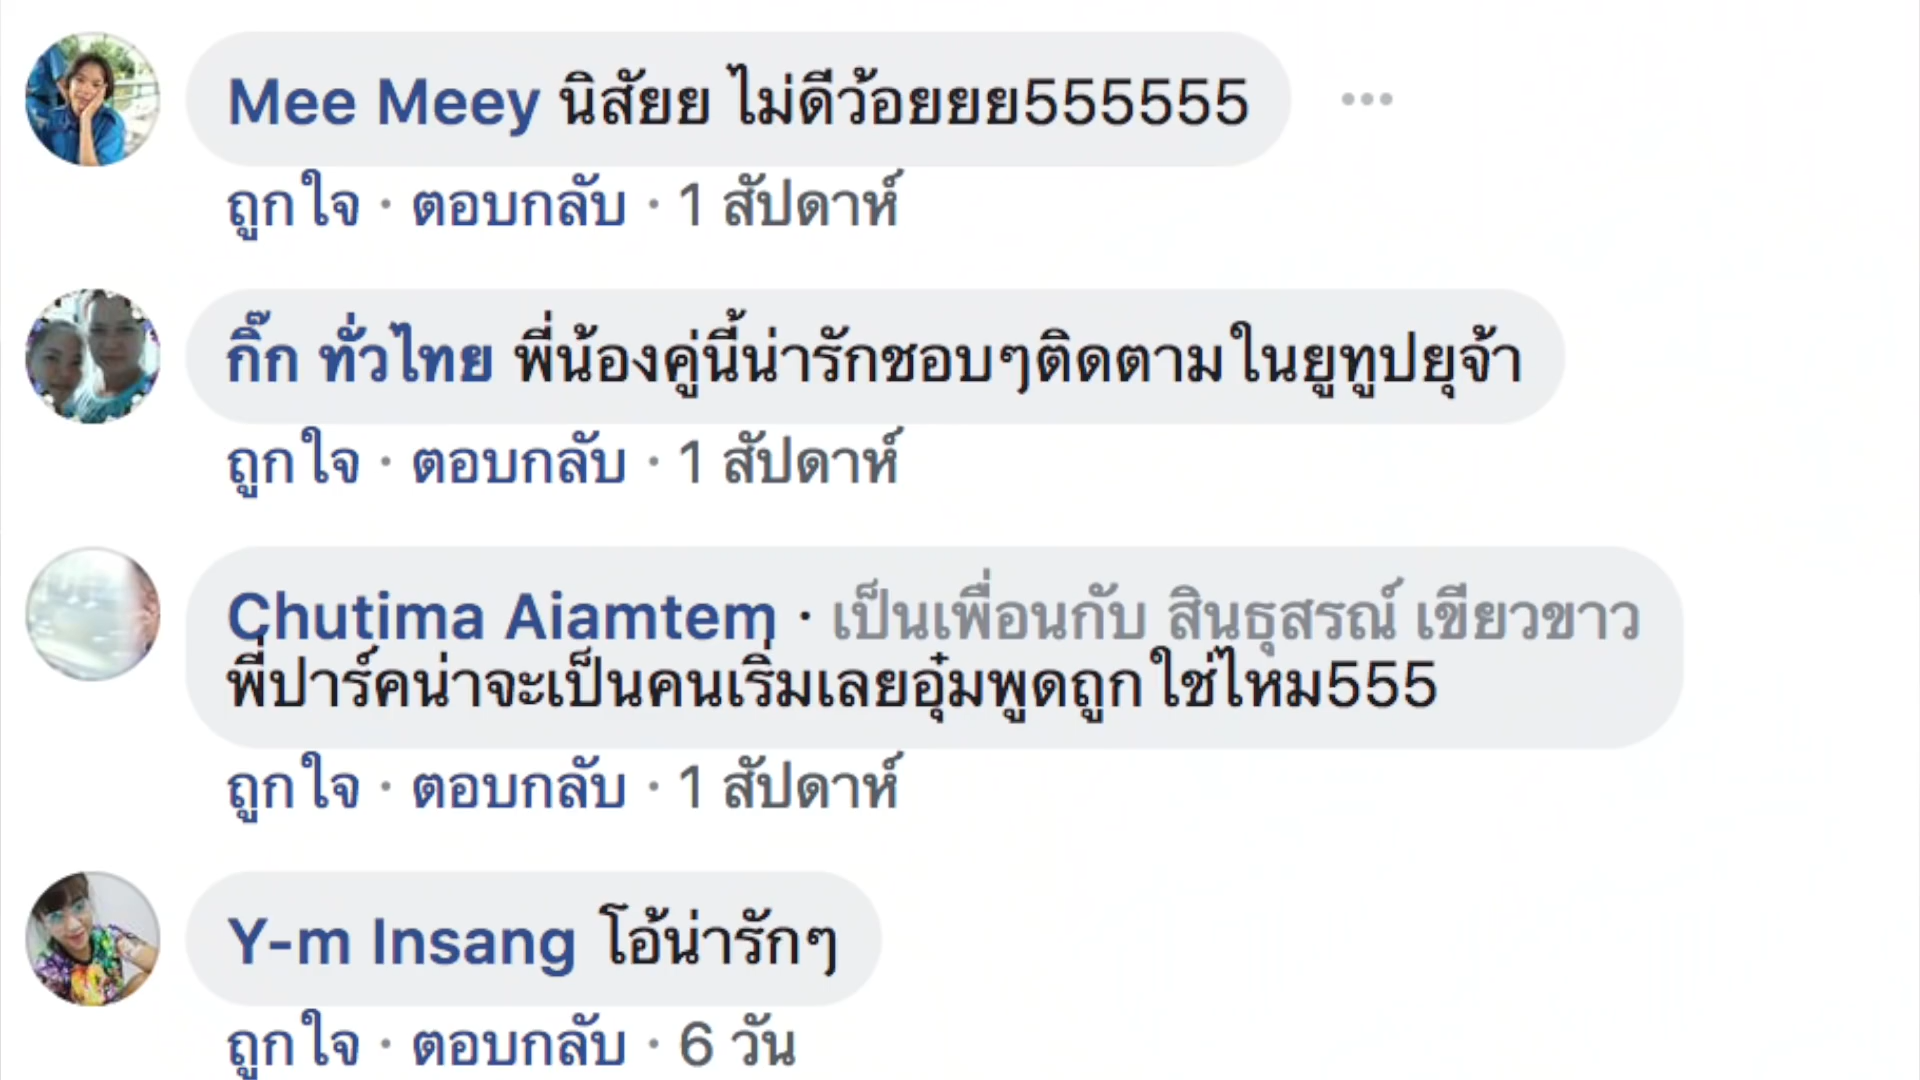 Mee Meey นิสัยย ไม่ดีว้อยยย555555
ถูกใจ · ตอบกลับ · 1 สัปดาห์
กิ๊ก ทั่วไทย พี่น้องคู่นี้น่ารักชอบๆติดตามในยูทูปยุจ้า
ถูกใจ · ตอบกลับ · 1 สัปดาห์
Chutima Aiamtem · เป็นเพื่อนกับ สินธุสรณ์ เขียวขาว
พี่ปาร์คน่าจะเป็นคนเริ่มเลยอุ๋มพูดถูกใช่ไหม555
ถูกใจ · ตอบกลับ · 1 สัปดาห์
Y-m Insang โอ้น่ารักๆ
ถูกใจ · ตอบกลับ · 6 วัน